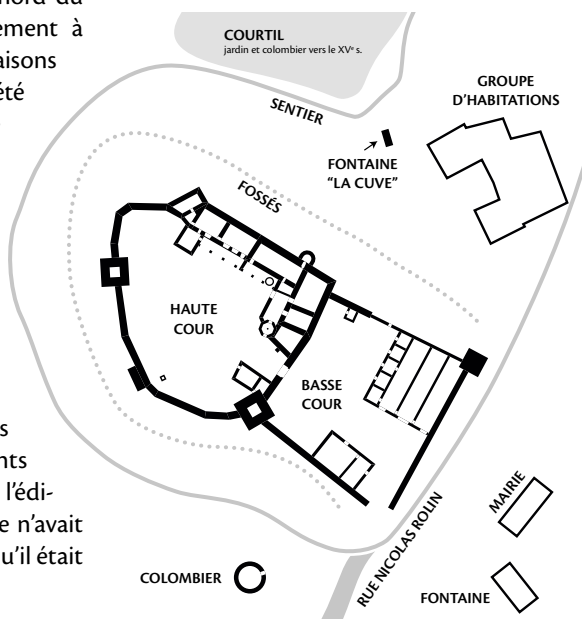 nord du
ement à
aisons
été
COURTIL
jardin et colombier vers le XVᵉ s.
SENTIER
GROUPE
D'HABITATIONS
FONTAINE
“LA CUVE”
FOSSÉS
HAUTE
COUR
BASSE
COUR
s
nts
l'édi-
e n'avait
u'il était
MAIRIE
RUE NICOLAS ROLIN
COLOMBIER
FONTAINE